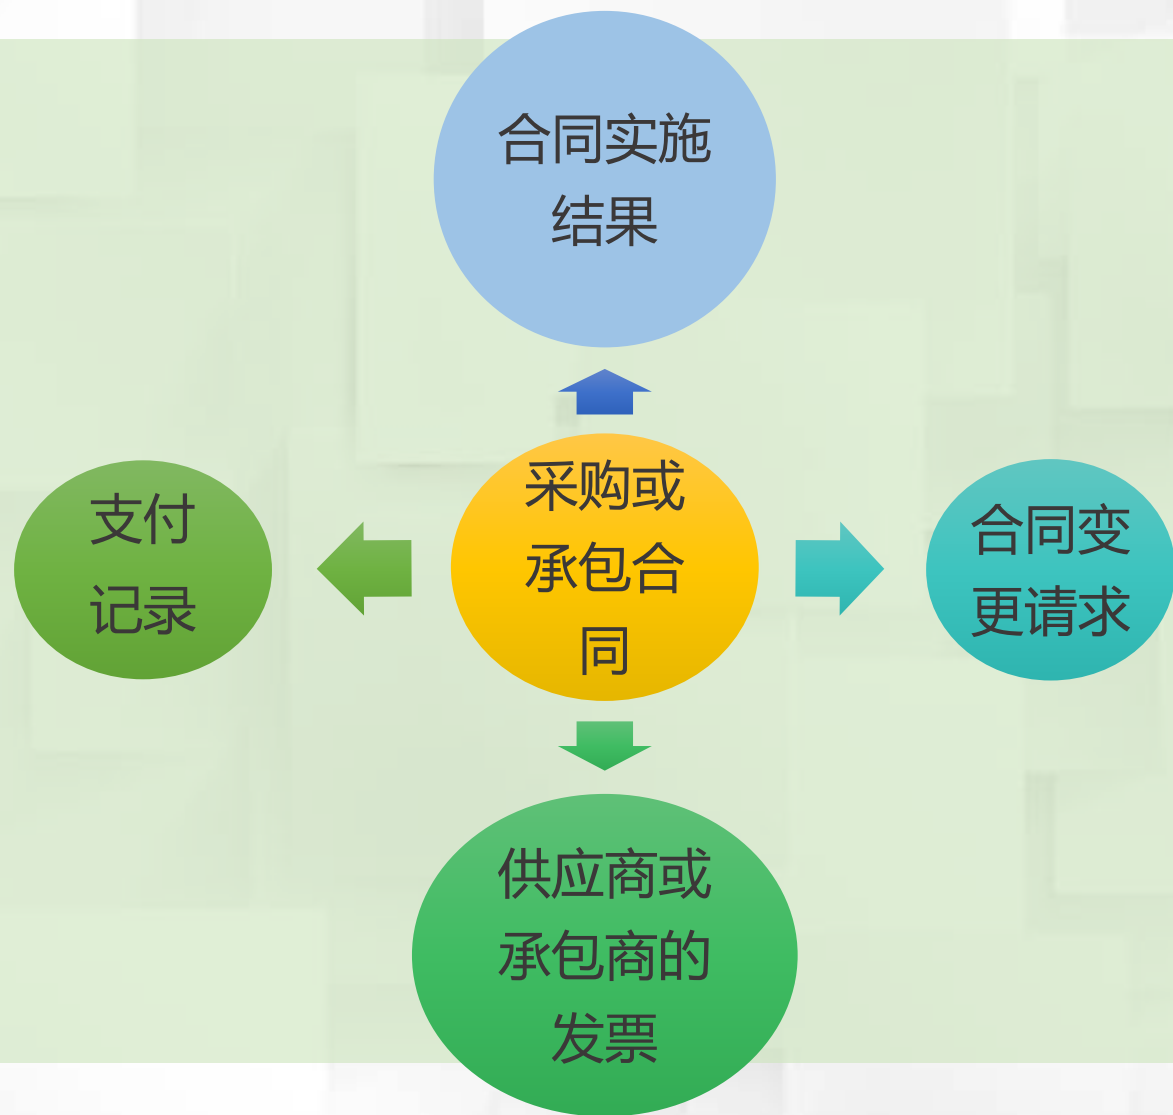 合同实施
结果
采购或
承包合
同
支付
记录
合同变
更请求
供应商或
承包商的
发票